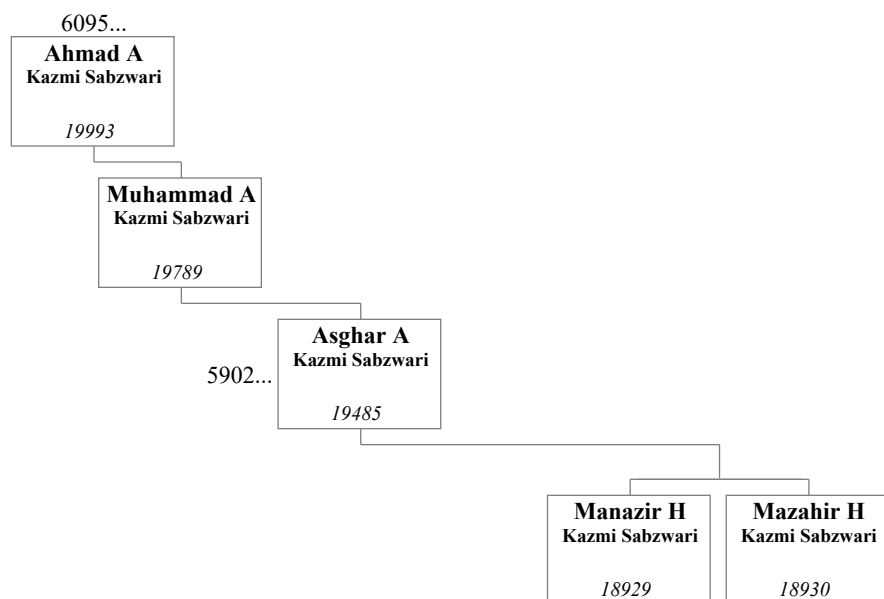 6095...
Ahmad A
Kazmi Sabzwari
19993
Muhammad A
Kazmi Sabzwari
19789
Asghar A
Kazmi Sabzwari
5902...
19485
Manazir H
Kazmi Sabzwari
18929
Mazahir H
Kazmi Sabzwari
18930